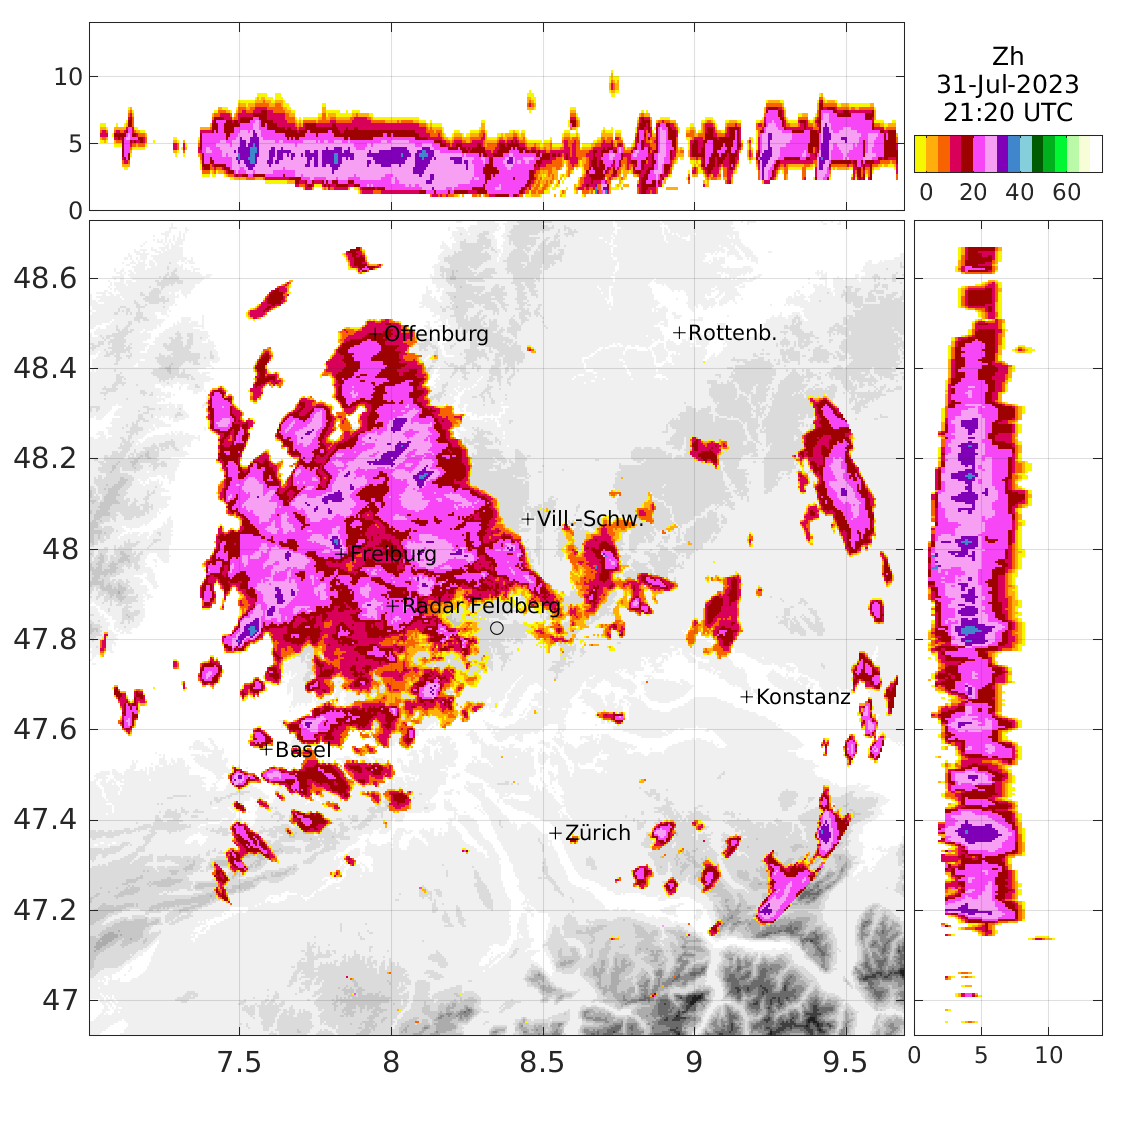 10
5
0
Zh
31-Jul-2023
21:20 UTC
0 20 40 60
48.6
48.4
48.2
48
47.8
47.6
47.4
47.2
47
Offenburg
Rottenb.
Vill.-Schw.
Freiburg
Radar Feldberg
Konstanz
Basel
Zürich
7.5 8 8.5 9 9.5
0 5 10